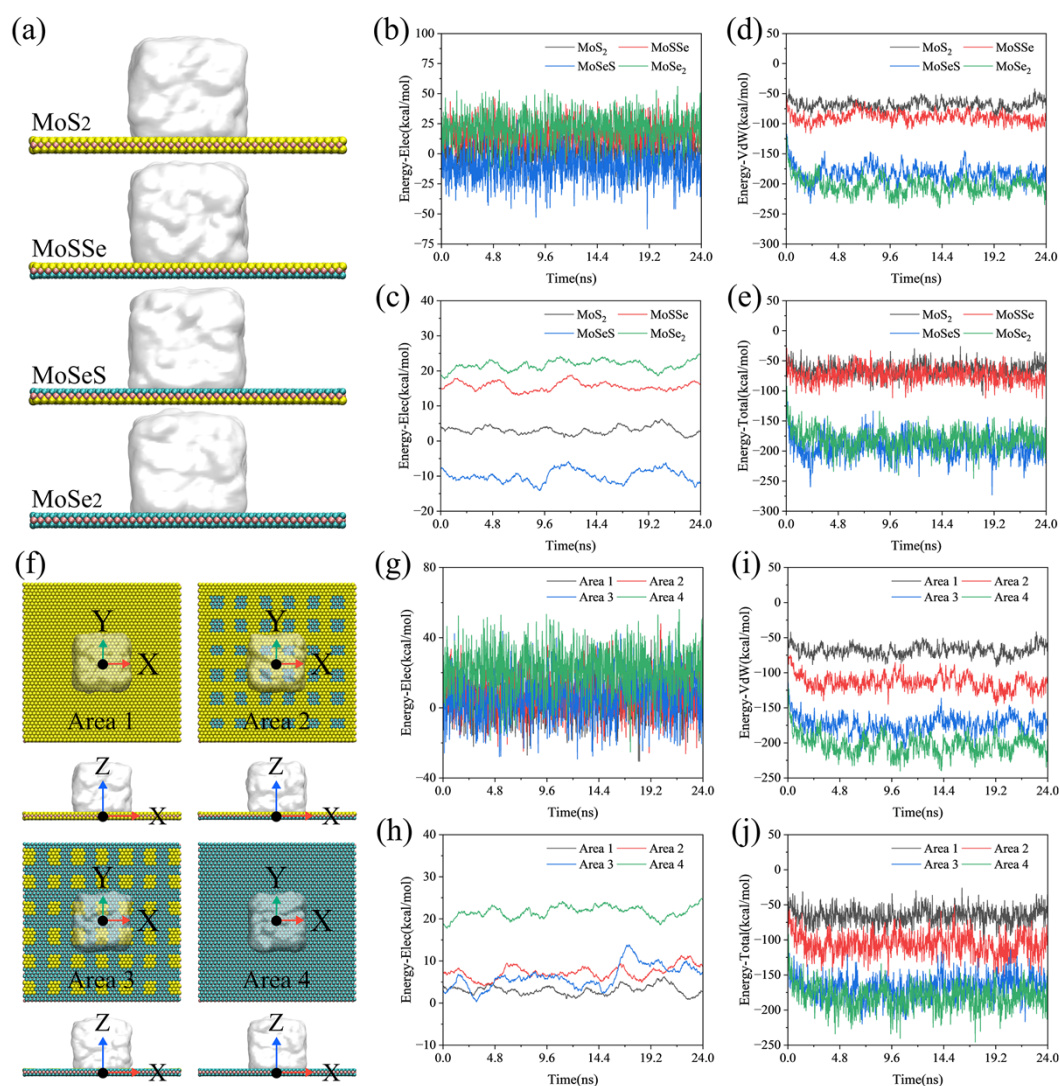 (a)
MoS2
MoSSe
MoSeS
MoSe2
(b)
Energy-Elec(kcal/mol)
100
75
50
25
0
−25
−50
−75
MoS₂ MoSSe
MoSeS MoSe₂
0.0 4.8 9.6 14.4 19.2 24.0
Time(ns)
(d)
Energy-VdW(kcal/mol)
50
0
−50
−100
−150
−200
−250
−300
MoS₂ MoSSe
MoSeS MoSe₂
0.0 4.8 9.6 14.4 19.2 24.0
Time(ns)
(c)
Energy-Elec(kcal/mol)
40
30
20
10
0
−10
−20
MoS₂ MoSSe
MoSeS MoSe₂
0.0 4.8 9.6 14.4 19.2 24.0
Time(ns)
(e)
Energy-Total(kcal/mol)
50
0
−50
−100
−150
−200
−250
−300
MoS₂ MoSSe
MoSeS MoSe₂
0.0 4.8 9.6 14.4 19.2 24.0
Time(ns)
(f)
Y
X
Area 1
Y
X
Area 2
Z
X
Z
X
Y
X
Area 3
Y
X
Area 4
Z
X
Z
X
(g)
Energy-Elec(kcal/mol)
80
40
0
−40
Area 1 Area 2
Area 3 Area 4
0.0 4.8 9.6 14.4 19.2 24.0
Time(ns)
(i)
Energy-VdW(kcal/mol)
50
0
−50
−100
−150
−200
−250
Area 1 Area 2
Area 3 Area 4
0.0 4.8 9.6 14.4 19.2 24.0
Time(ns)
(h)
Energy-Elec(kcal/mol)
40
30
20
10
0
−10
Area 1 Area 2
Area 3 Area 4
0.0 4.8 9.6 14.4 19.2 24.0
Time(ns)
(j)
Energy-Total(kcal/mol)
50
0
−50
−100
−150
−200
−250
Area 1 Area 2
Area 3 Area 4
0.0 4.8 9.6 14.4 19.2 24.0
Time(ns)